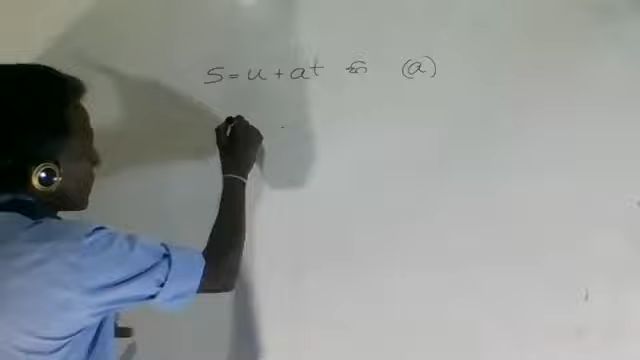 S = u + at for (a)